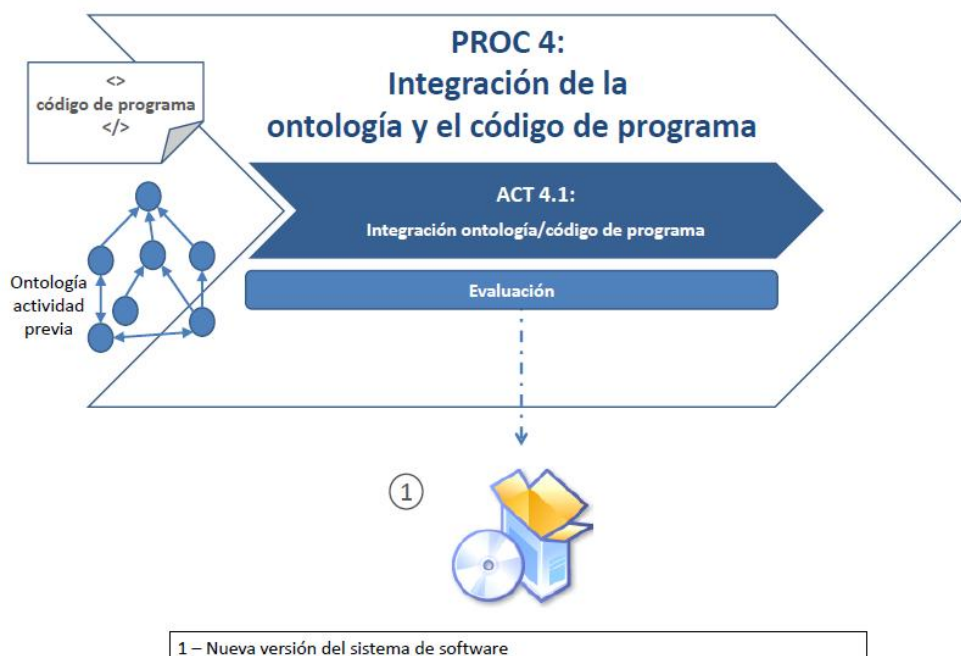 PROC 4:
Integración de la
ontología y el código de programa
<>
código de programa
</>
ACT 4.1:
Integración ontología/código de programa
Ontología
actividad
previa
Evaluación
1
1 – Nueva versión del sistema de software